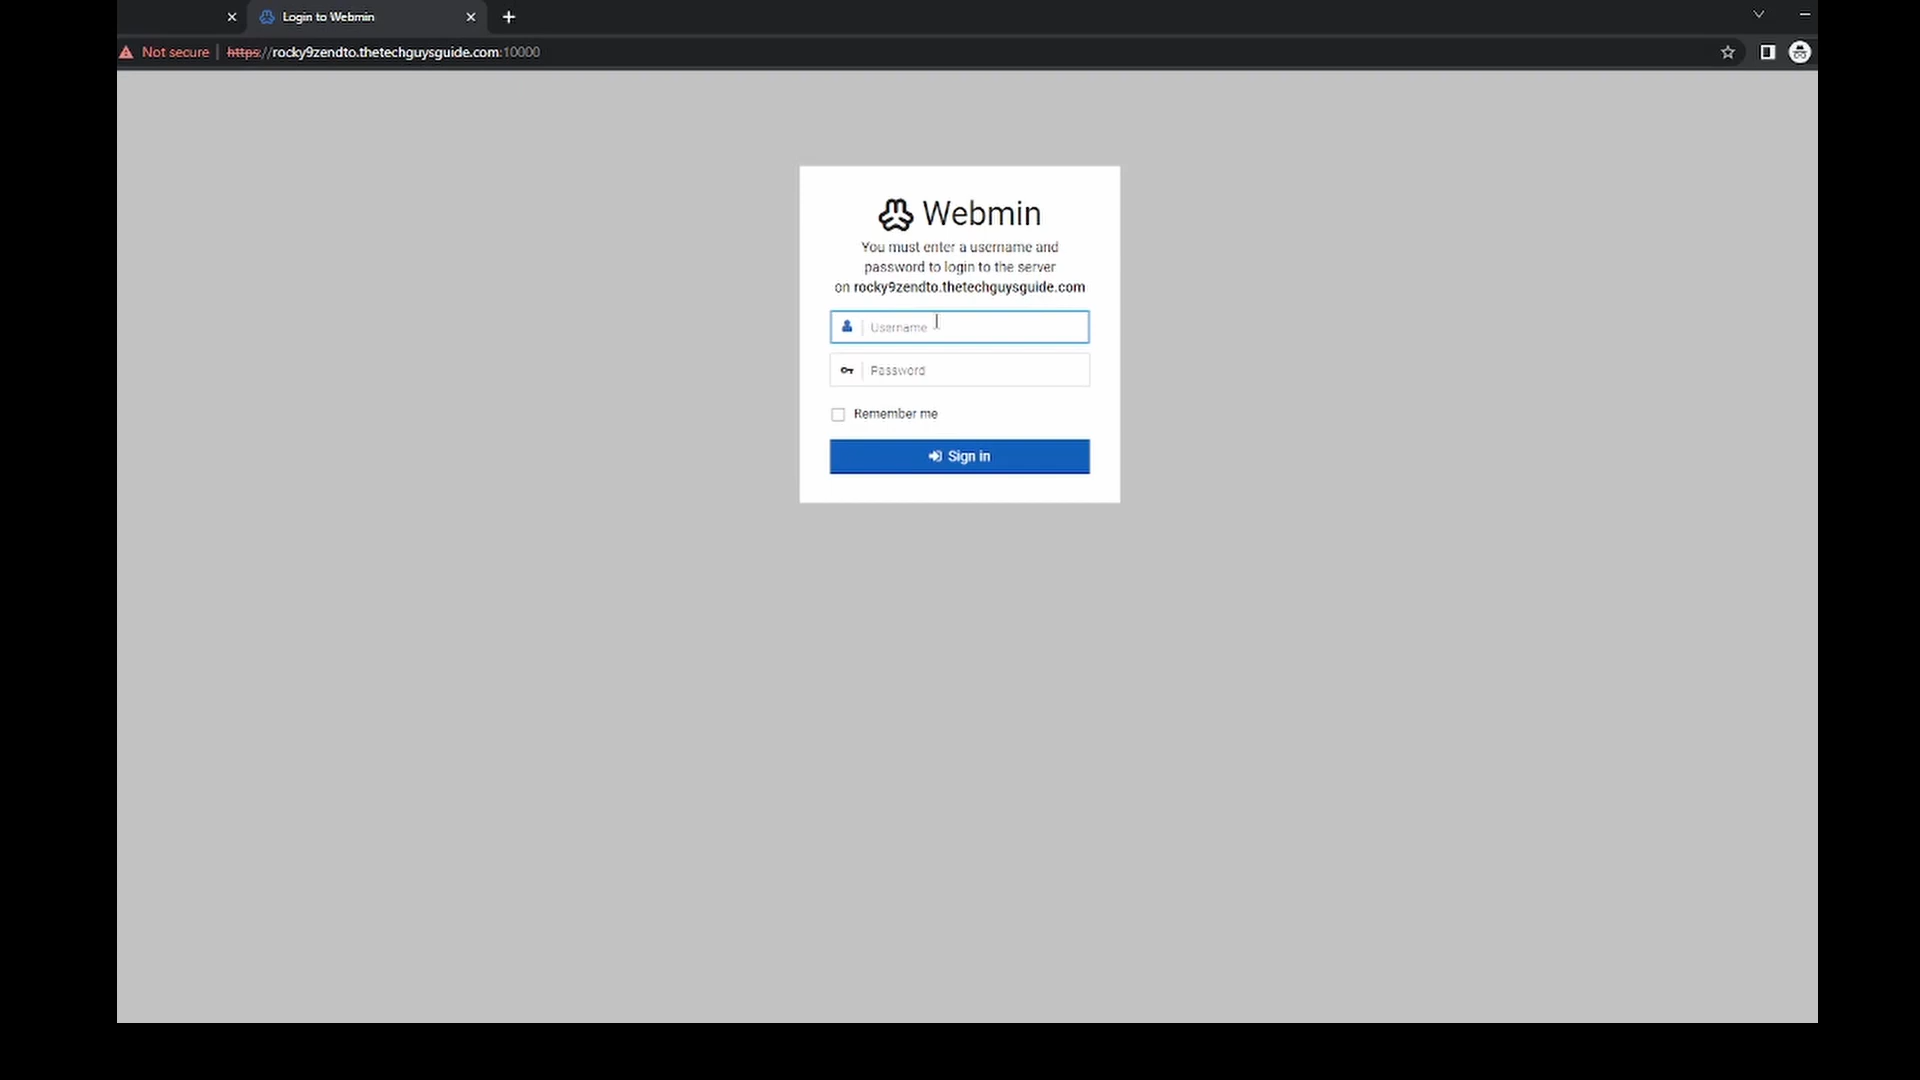 Login to Webmin
Not secure | https://rocky9zendto.thetechguysguide.com:10000
Webmin
You must enter a username and
password to login to the server
on rocky9zendto.thetechguysguide.com
Username
Password
Remember me
Sign in